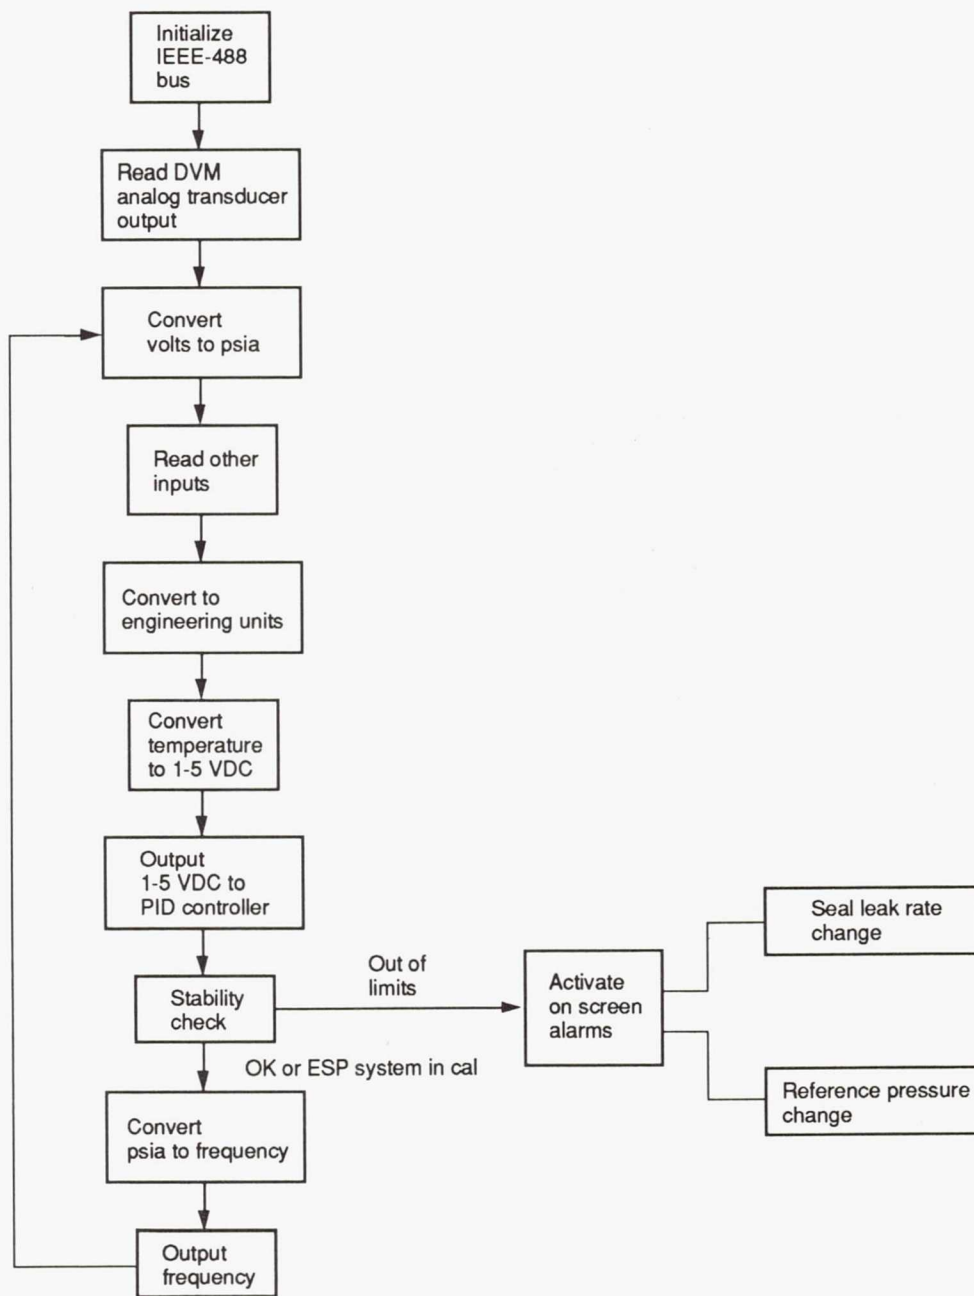 Initialize
IEEE-488
bus
Read DVM
analog transducer
output
Convert
volts to psia
Read other
inputs
Convert to
engineering units
Convert
temperature
to 1-5 VDC
Output
1-5 VDC to
PID controller
Stability
check
Out of
limits
Activate
on screen
alarms
Seal leak rate
change
Reference pressure
change
OK or ESP system in cal
Convert
psia to frequency
Output
frequency